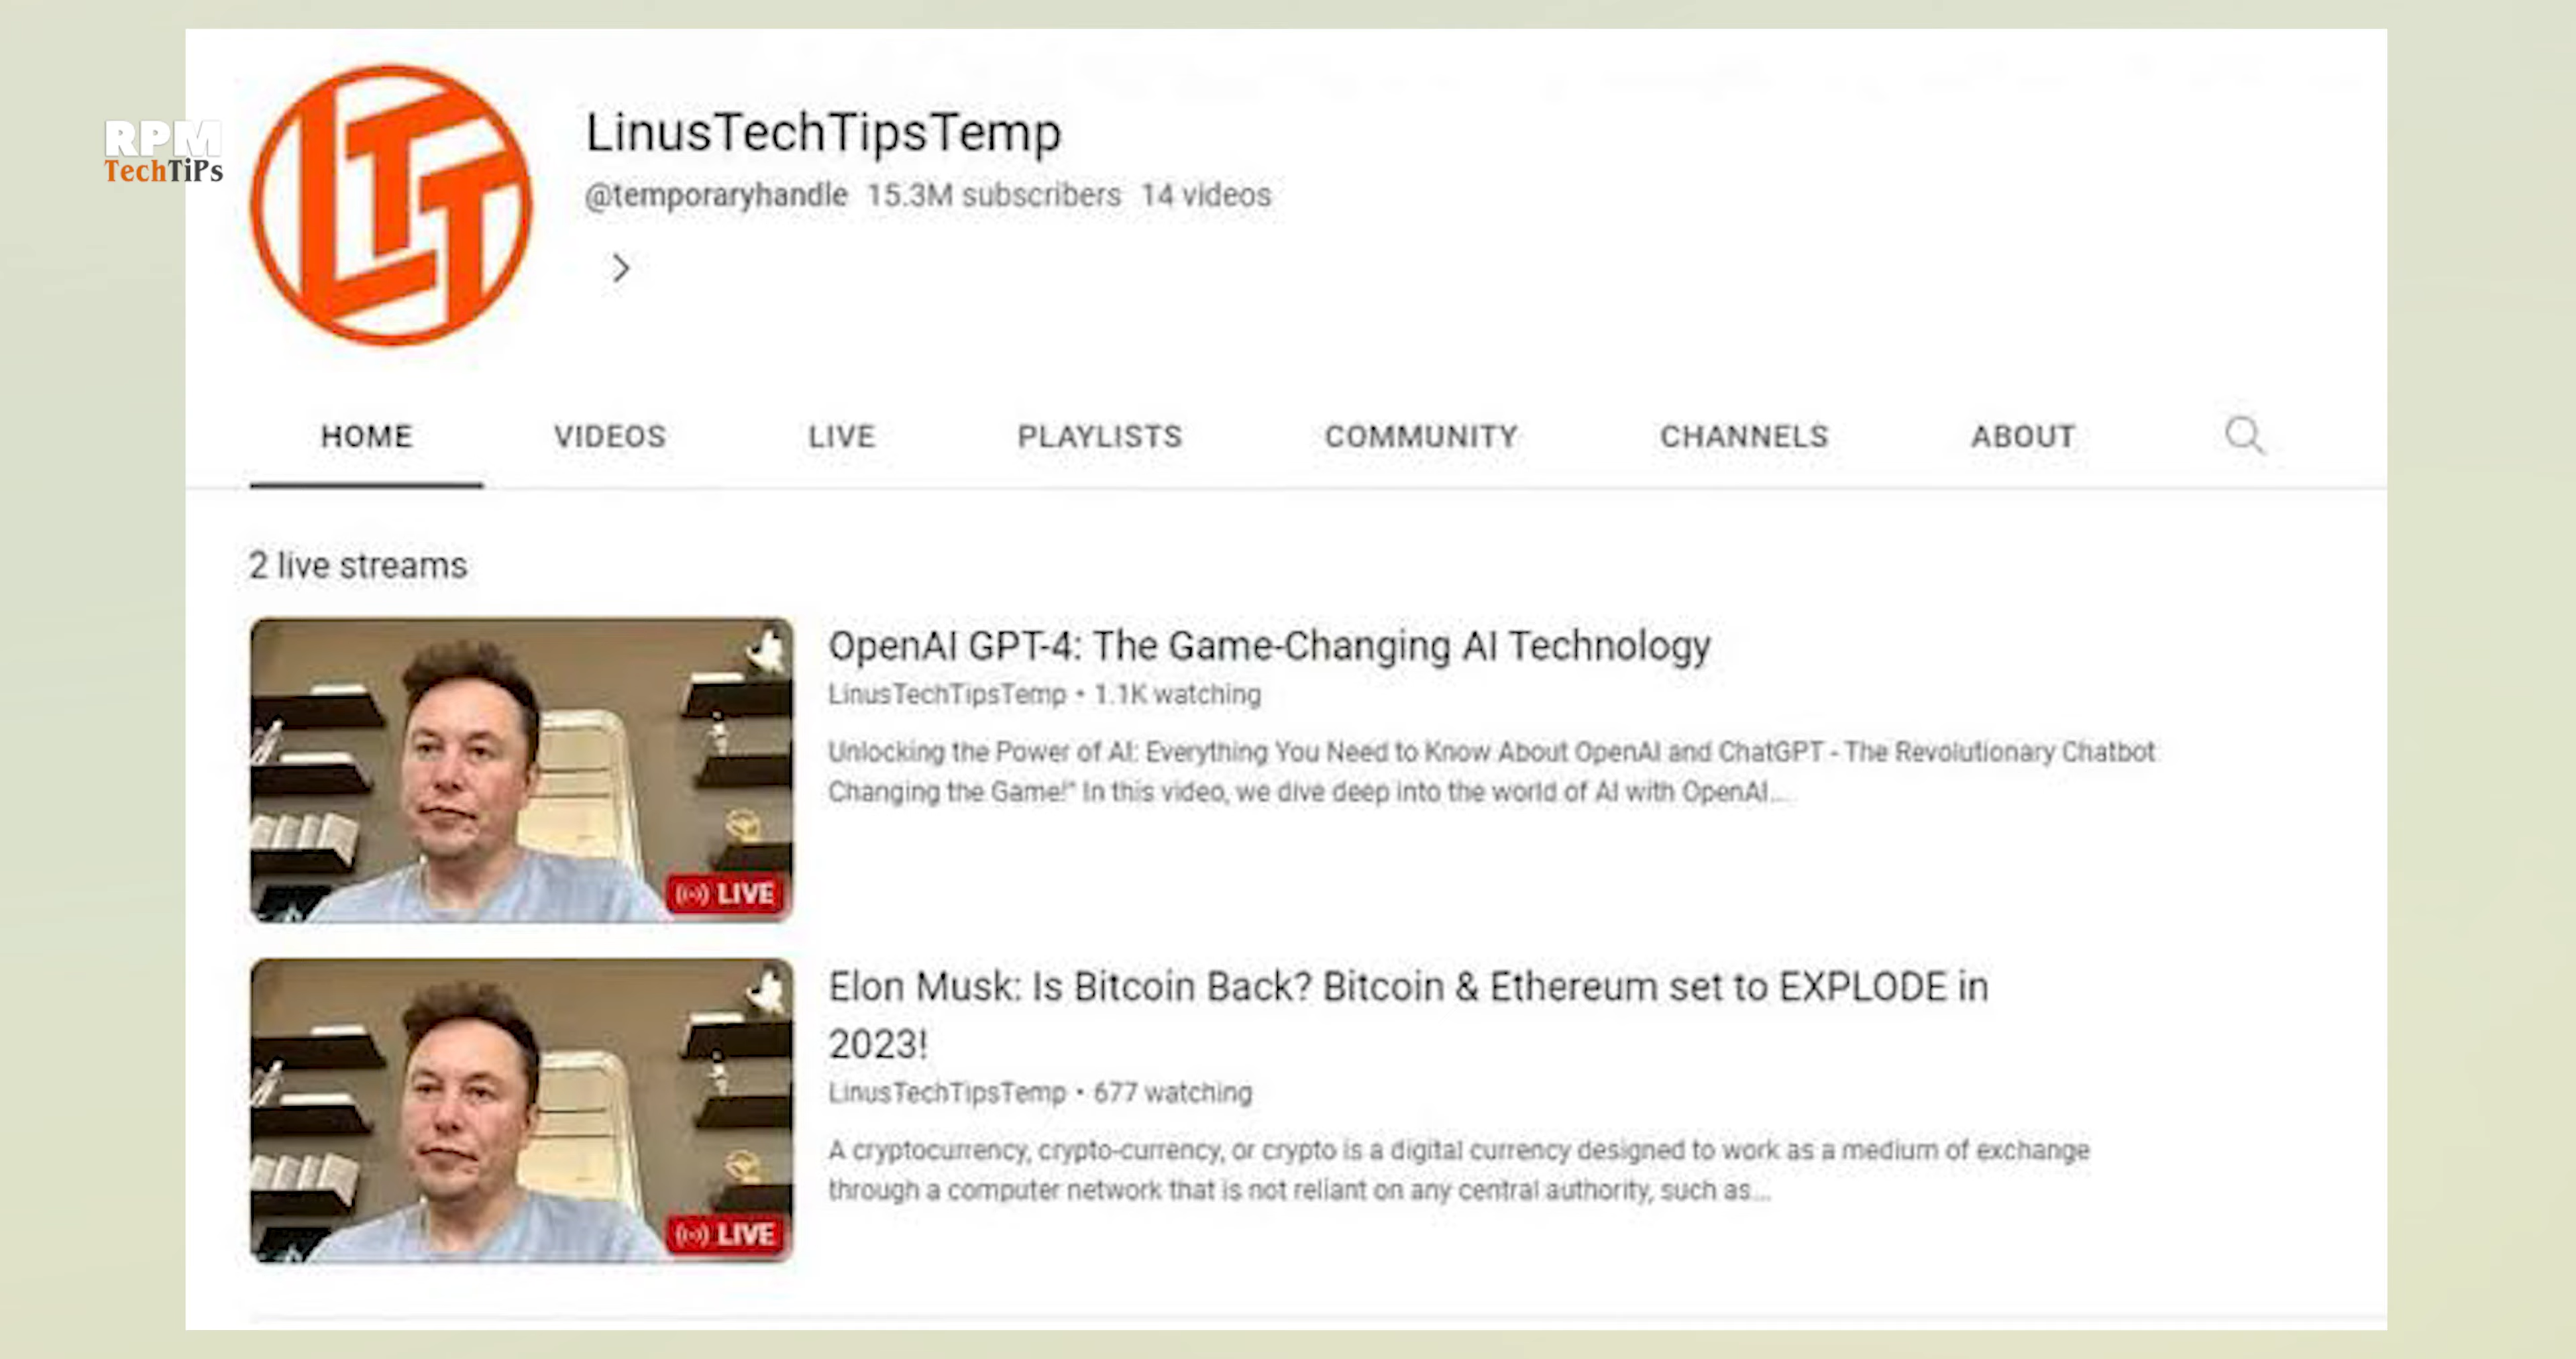 RPM
TechTiPs
LTT
LinusTechTipsTemp
@temporaryhandle 15.3M subscribers 14 videos
HOME VIDEOS LIVE PLAYLISTS COMMUNITY CHANNELS ABOUT
2 live streams
OpenAI GPT-4: The Game-Changing AI Technology
LinusTechTipsTemp • 1.1K watching
Unlocking the Power of AI: Everything You Need to Know About OpenAI and ChatGPT - The Revolutionary Chatbot
Changing the Game!" In this video, we dive deep into the world of AI with OpenAI...
LIVE
Elon Musk: Is Bitcoin Back? Bitcoin & Ethereum set to EXPLODE in
2023!
LinusTechTipsTemp • 677 watching
A cryptocurrency, crypto-currency, or crypto is a digital currency designed to work as a medium of exchange
through a computer network that is not reliant on any central authority, such as...
LIVE